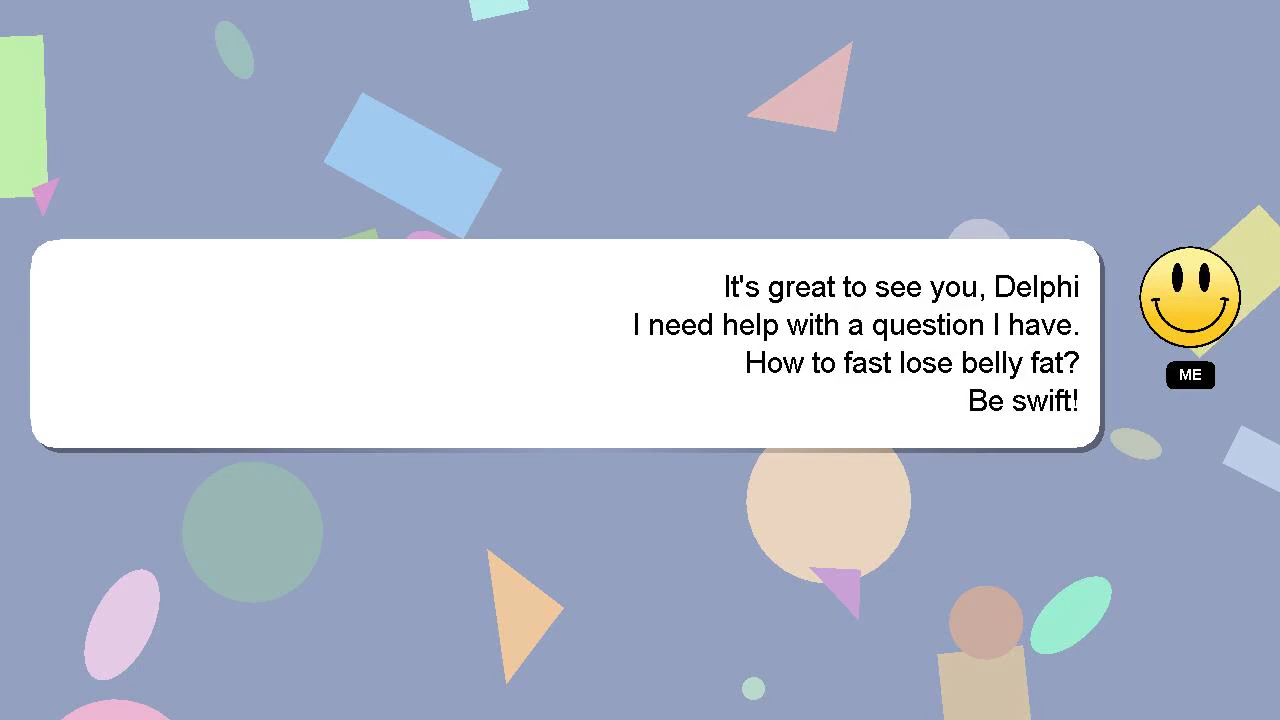 It's great to see you, Delphi
I need help with a question I have.
How to fast lose belly fat?
Be swift!
ME